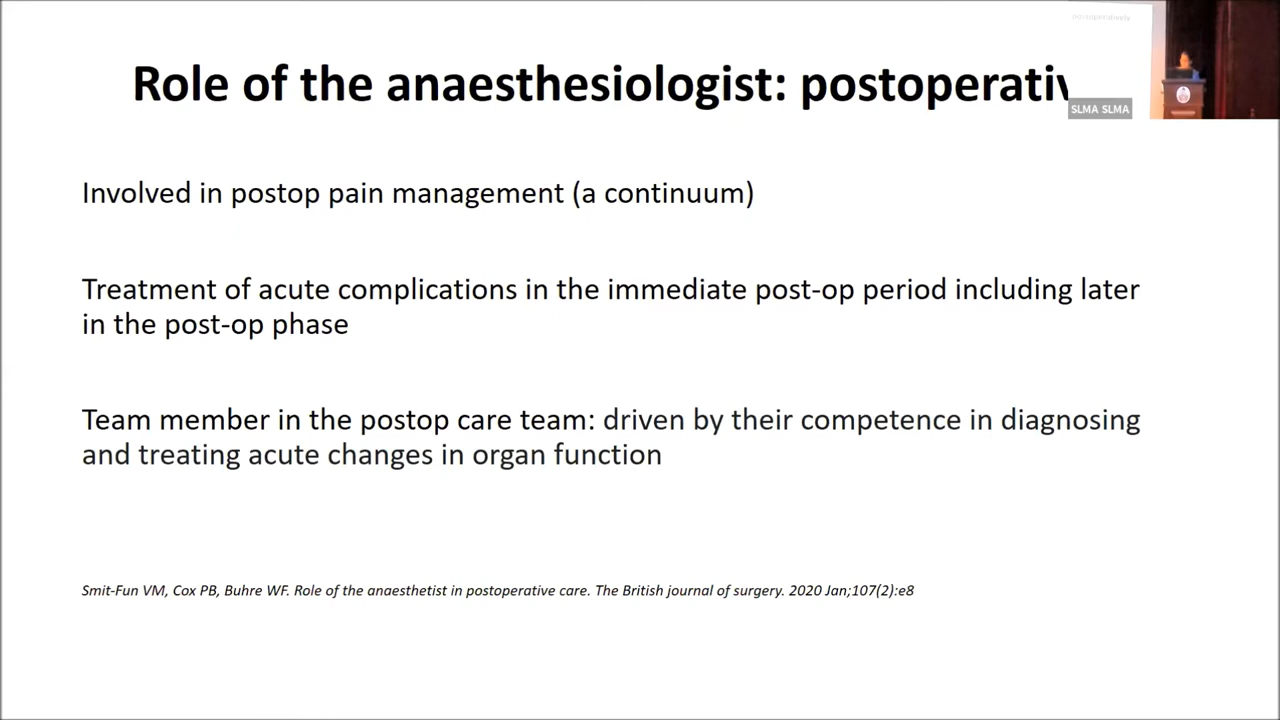 postoperatively
Role of the anaesthesiologist: postoperativ
SLMA SLMA
Involved in postop pain management (a continuum)
Treatment of acute complications in the immediate post-op period including later
in the post-op phase
Team member in the postop care team: driven by their competence in diagnosing
and treating acute changes in organ function
Smit-Fun VM, Cox PB, Buhre WF. Role of the anaesthetist in postoperative care. The British journal of surgery. 2020 Jan;107(2):e8